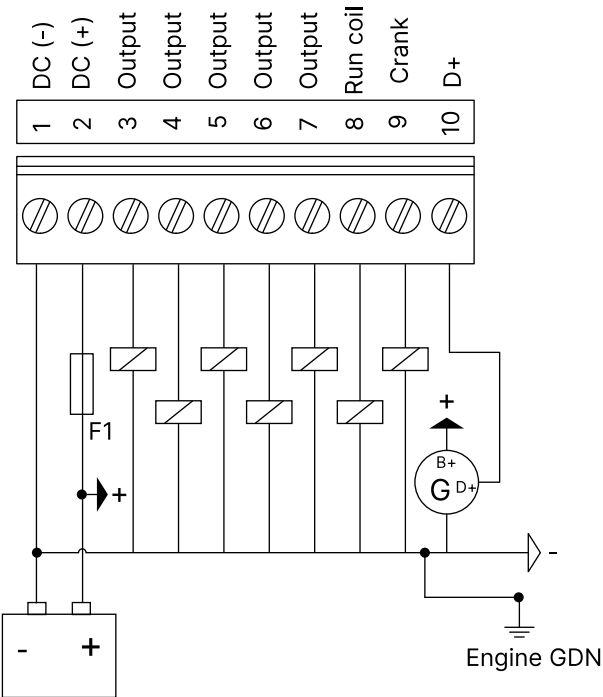 DC (-)
DC (+)
Output
Output
Output
Output
Output
Run coil
Crank
D+
1 2 3 4 5 6 7 8 9 10
F1
+
+
B+
G D+
-
- +
Engine GDN